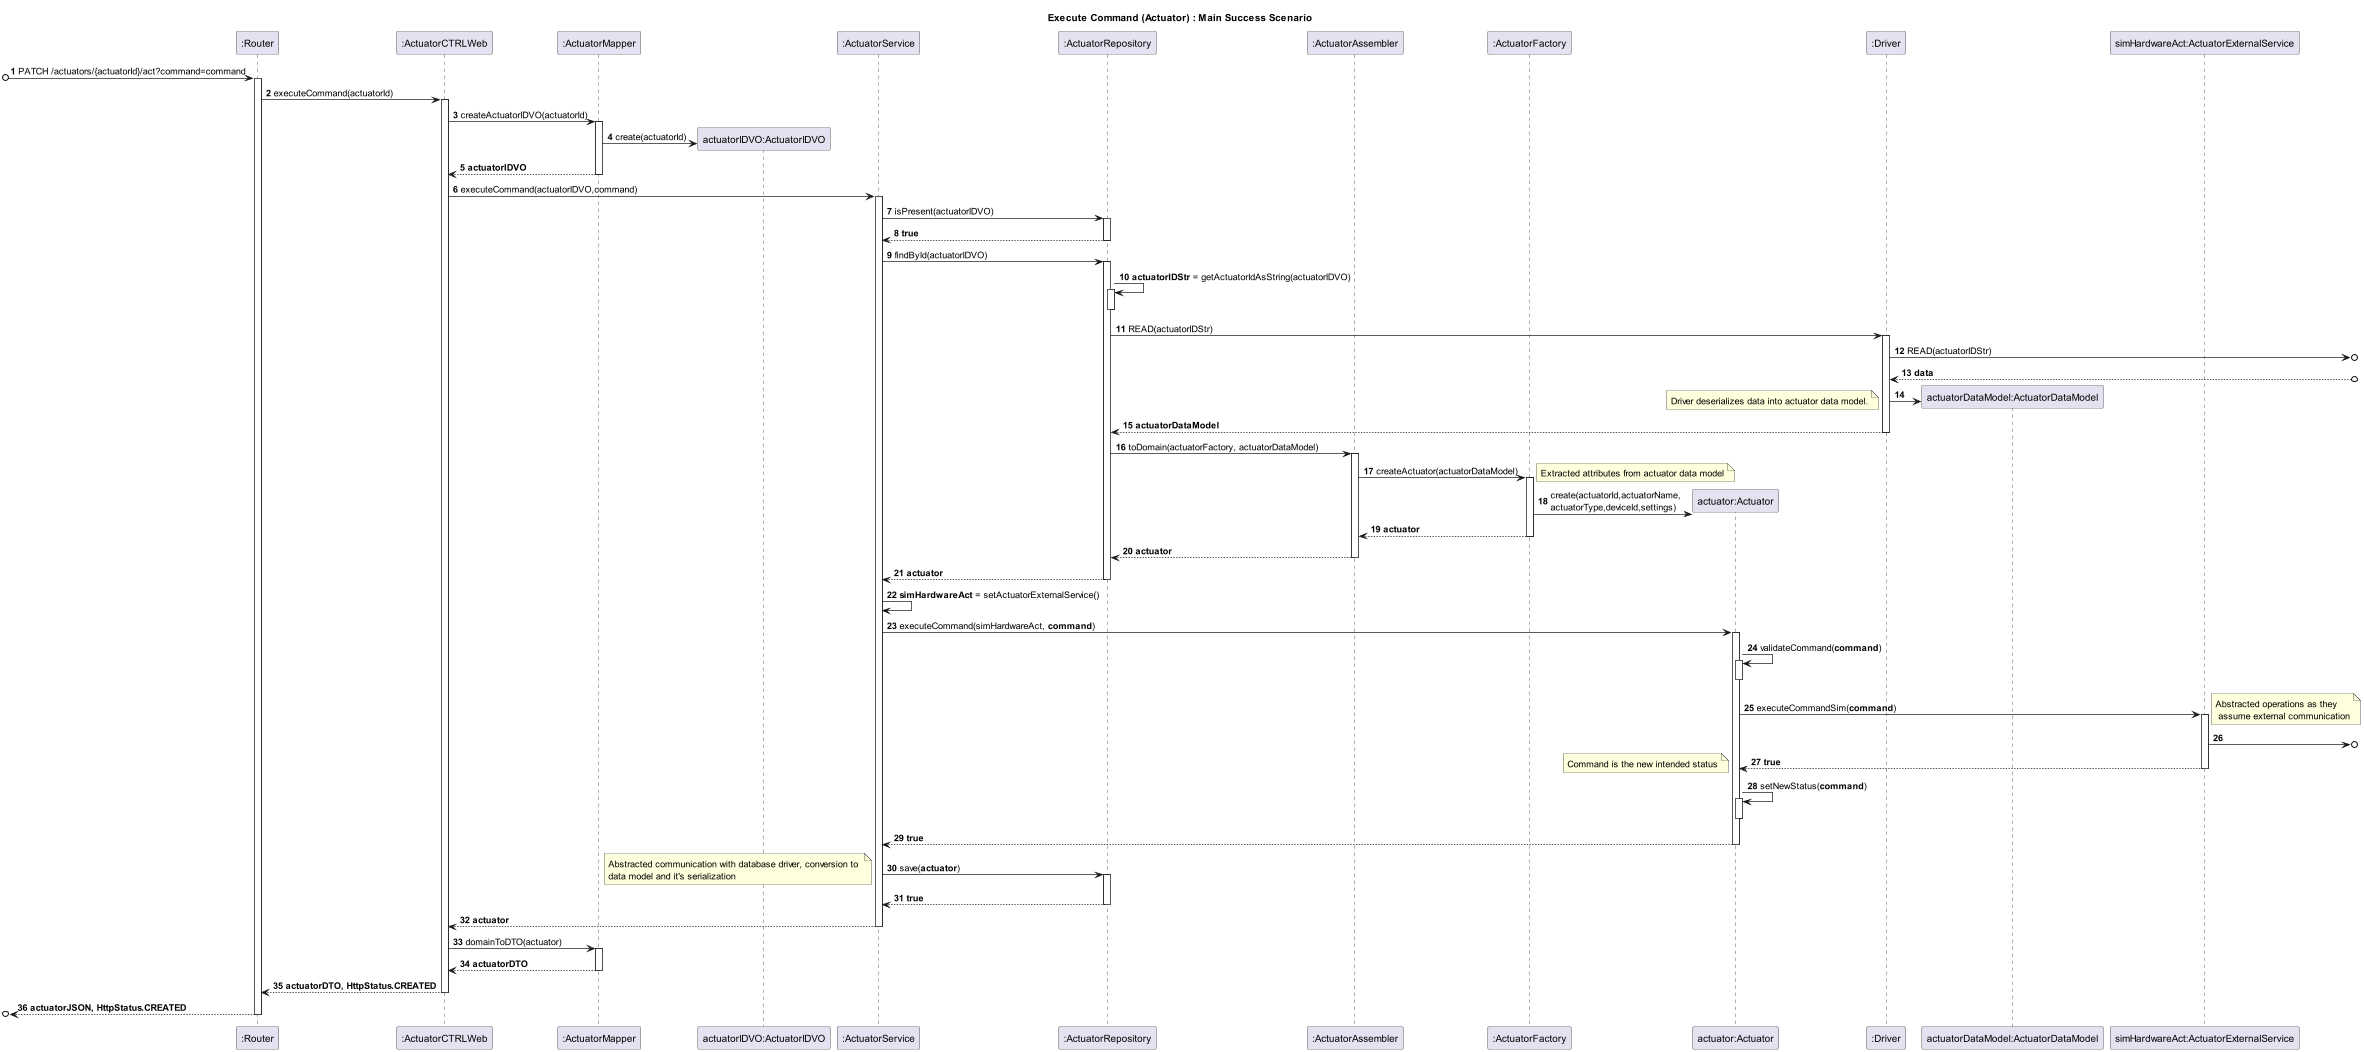 Execute Command (Actuator) : Main Success Scenario
:Router
:ActuatorCTRLWeb
:ActuatorMapper
:ActuatorService
:ActuatorRepository
:ActuatorAssembler
:ActuatorFactory
:Driver
simHardwareAct:ActuatorExternalService
1 PATCH /actuators/{actuatorId}/act?command=command
2 executeCommand(actuatorId)
3 createActuatorIDVO(actuatorId)
4 create(actuatorId)
actuatorIDVO:ActuatorIDVO
5 actuatorIDVO
6 executeCommand(actuatorIDVO,command)
7 isPresent(actuatorIDVO)
8 true
9 findById(actuatorIDVO)
10 actuatorIDStr = getActuatorIdAsString(actuatorIDVO)
11 READ(actuatorIDStr)
12 READ(actuatorIDStr)
13 data
Driver deserializes data into actuator data model.
14
actuatorDataModel:ActuatorDataModel
15 actuatorDataModel
16 toDomain(actuatorFactory, actuatorDataModel)
17 createActuator(actuatorDataModel)
Extracted attributes from actuator data model
18 create(actuatorId,actuatorName,
actuatorType,deviceId,settings)
actuator:Actuator
19 actuator
20 actuator
21 actuator
22 simHardwareAct = setActuatorExternalService()
23 executeCommand(simHardwareAct, command)
24 validateCommand(command)
25 executeCommandSim(command)
Abstracted operations as they
assume external communication
26
Command is the new intended status
27 true
28 setNewStatus(command)
29 true
Abstracted communication with database driver, conversion to
data model and it's serialization
30 save(actuator)
31 true
32 actuator
33 domainToDTO(actuator)
34 actuatorDTO
35 actuatorDTO, HttpStatus.CREATED
36 actuatorJSON, HttpStatus.CREATED
:Router
:ActuatorCTRLWeb
:ActuatorMapper
actuatorIDVO:ActuatorIDVO
:ActuatorService
:ActuatorRepository
:ActuatorAssembler
:ActuatorFactory
actuator:Actuator
:Driver
actuatorDataModel:ActuatorDataModel
simHardwareAct:ActuatorExternalService